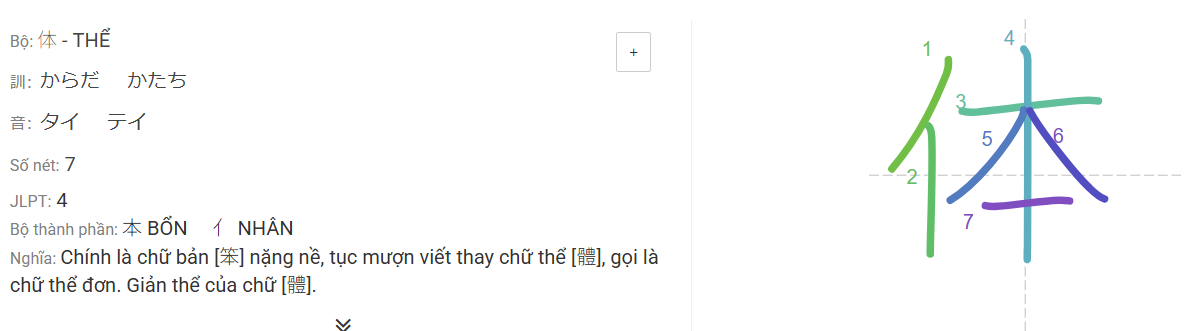 Bộ: 体 - THỂ
+
訓: からだ かたち
音: タイ テイ
Số nét: 7
JLPT: 4
Bộ thành phần: 本 BỔN 亻 NHÂN
Nghĩa: Chính là chữ bản [笨] nặng nề, tục mượn viết thay chữ thể [體], gọi là
chữ thể đơn. Giản thể của chữ [體].
体
1
2
3
4
5
6
7